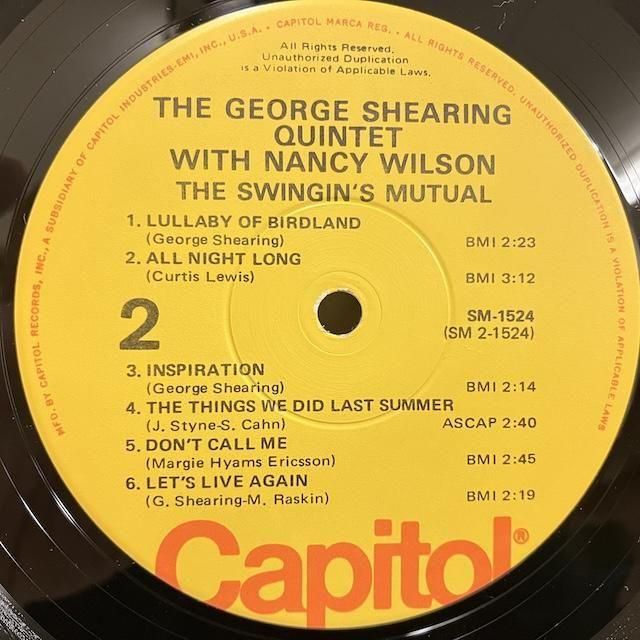 MFD. BY CAPITOL RECORDS, INC., A SUBSIDIARY OF CAPITOL INDUSTRIES-EMI, INC., U.S.A. • CAPITOL MARCA REG. • ALL RIGHTS RESERVED. UNAUTHORIZED DUPLICATION IS A VIOLATION OF APPLICABLE LAWS
All Rights Reserved.
Unauthorized Duplication
is a Violation of Applicable Laws.
THE GEORGE SHEARING
QUINTET
WITH NANCY WILSON
THE SWINGIN'S MUTUAL
1. LULLABY OF BIRDLAND
(George Shearing) BMI 2:23
2. ALL NIGHT LONG
(Curtis Lewis) BMI 3:12
2
SM-1524
(SM 2-1524)
3. INSPIRATION
(George Shearing) BMI 2:14
4. THE THINGS WE DID LAST SUMMER
(J. Styne-S. Cahn) ASCAP 2:40
5. DON'T CALL ME
(Margie Hyams Ericsson) BMI 2:45
6. LET'S LIVE AGAIN
(G. Shearing-M. Raskin) BMI 2:19
Capitol®